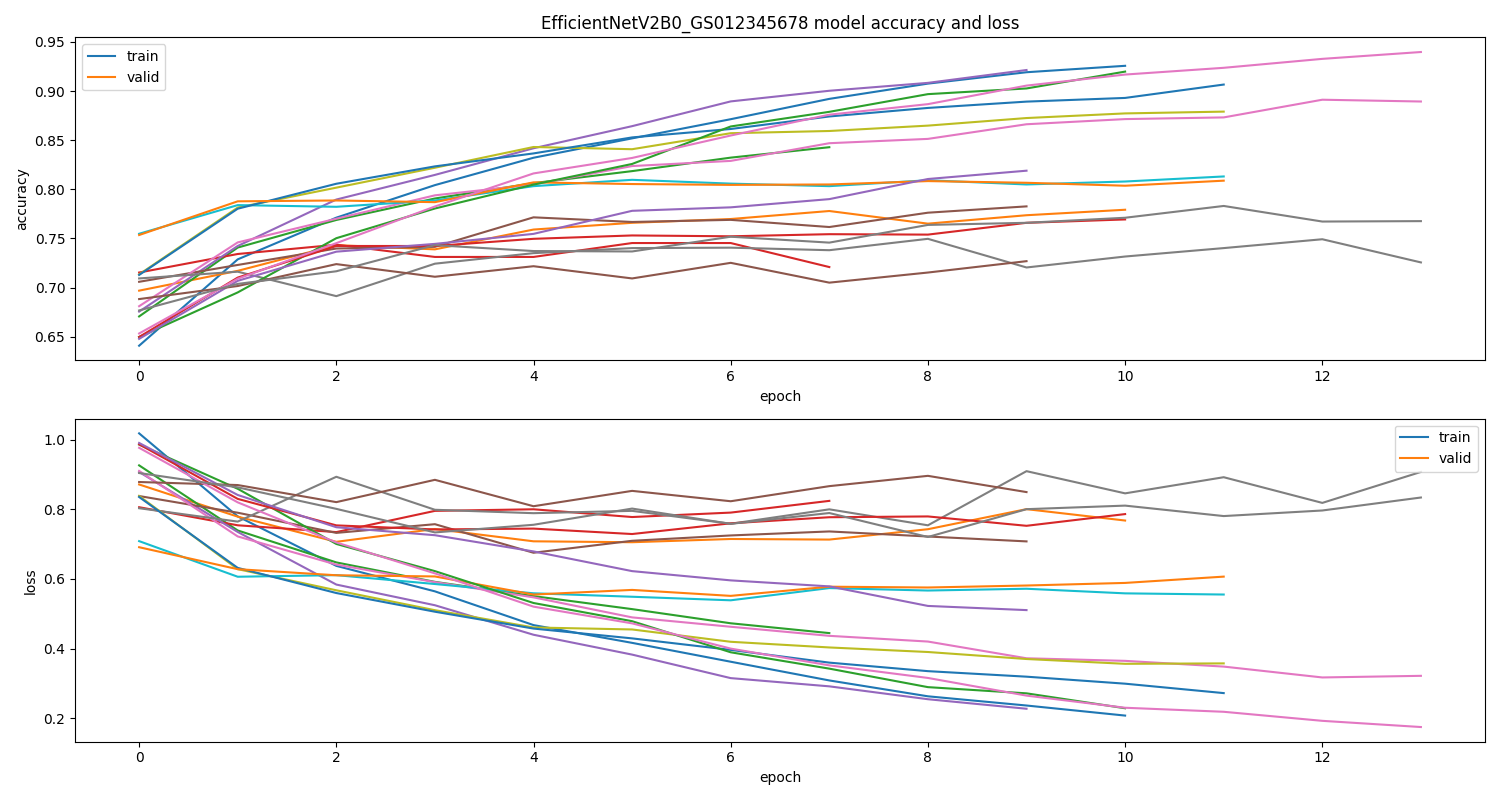 EfficientNetV2B0_GS012345678 model accuracy and loss
0.95
0.90
0.85
0.80
0.75
0.70
0.65
accuracy
train
valid
0 2 4 6 8 10 12
epoch
1.0
0.8
0.6
0.4
0.2
loss
train
valid
0 2 4 6 8 10 12
epoch